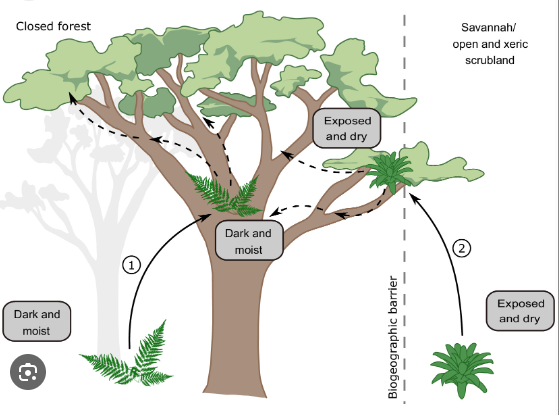 Closed forest
Savannah/
open and xeric
scrubland
Exposed
and dry
Dark and
moist
1
2
Biogeographic barrier
Dark and
moist
Exposed
and dry